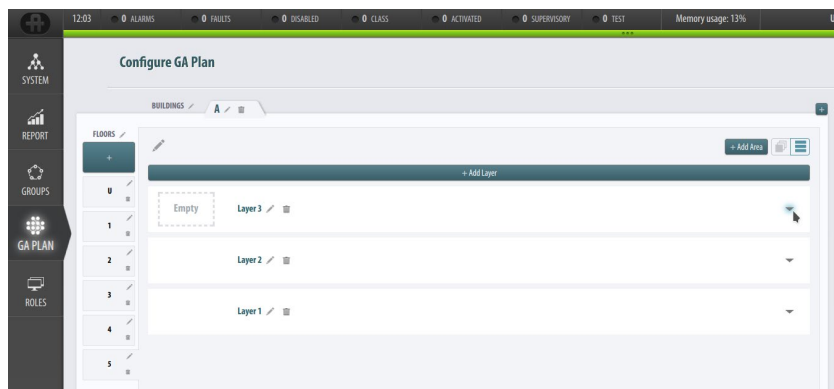 12:03 0 ALARMS 0 FAULTS 0 DISABLED 0 CLASS 0 ACTIVATED 0 SUPERVISORY 0 TEST Memory usage: 13% U
SYSTEM
REPORT
GROUPS
GA PLAN
ROLES
Configure GA Plan
BUILDINGS A
+
FLOORS
+
U
1
2
3
4
5
+ Add Area
+ Add Layer
Empty Layer 3
Layer 2
Layer 1